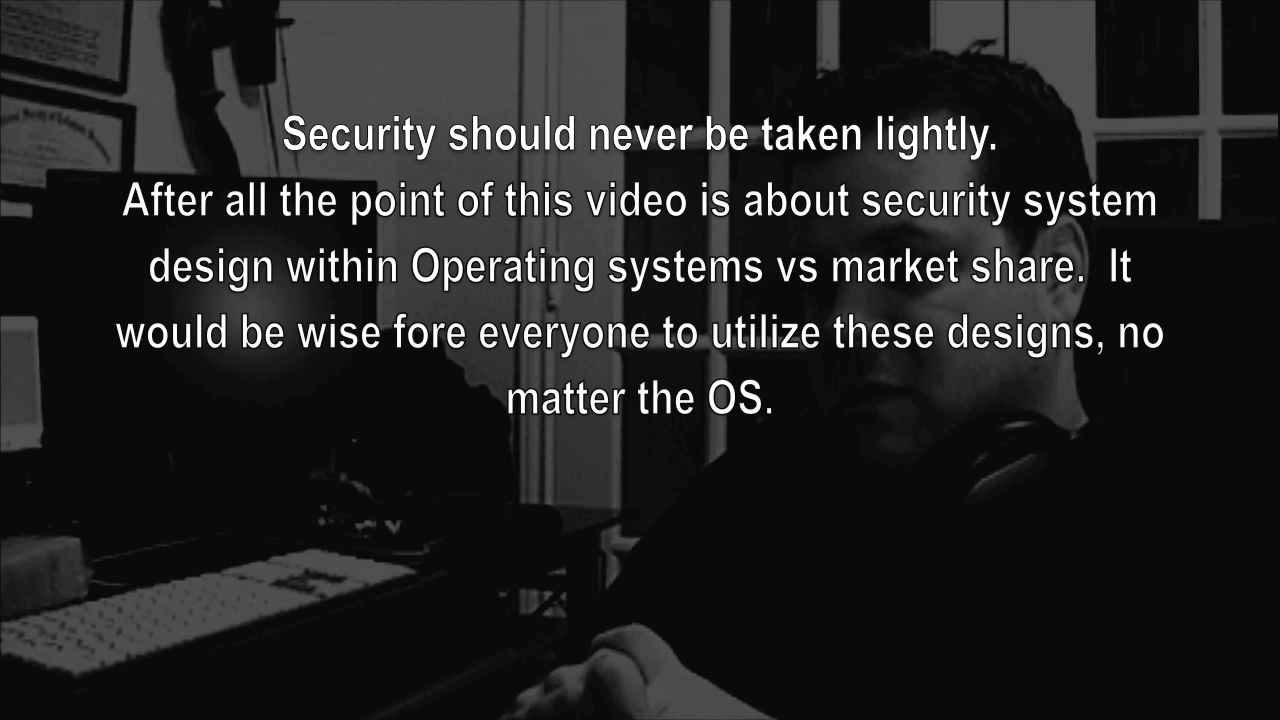 Security should never be taken lightly.
After all the point of this video is about security system
design within Operating systems vs market share.  It
would be wise fore everyone to utilize these designs, no
matter the OS.